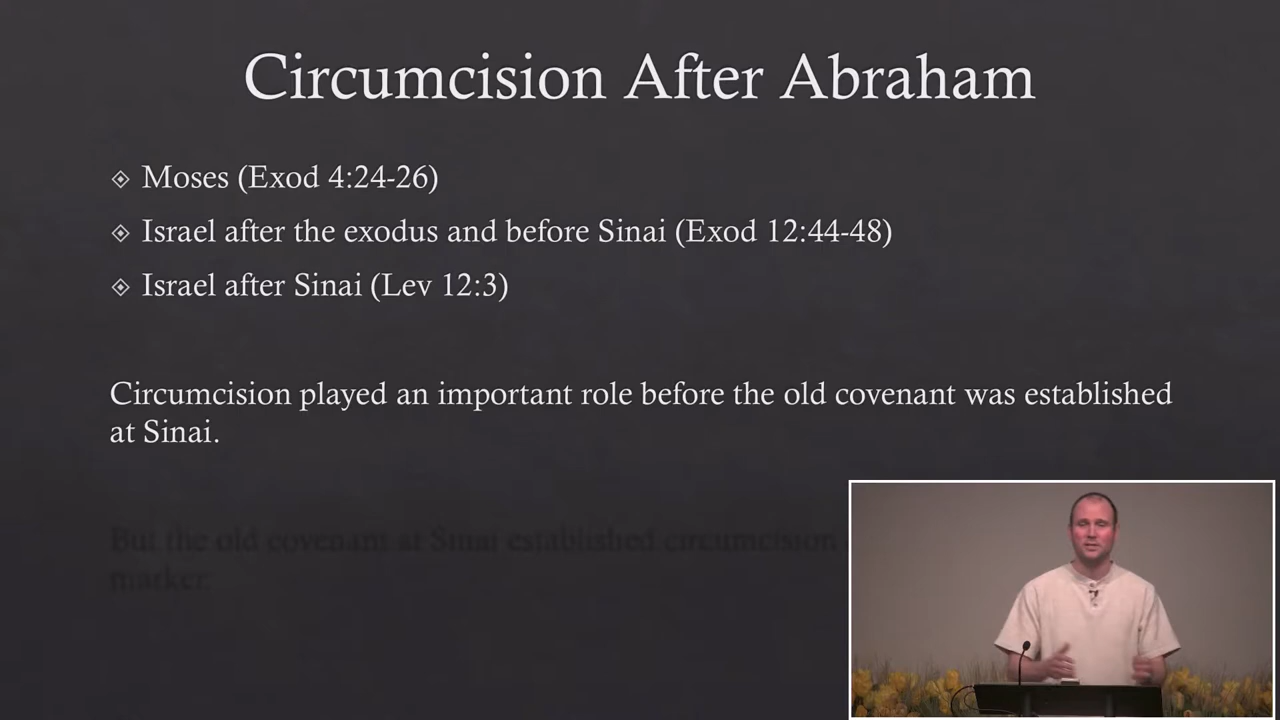 Circumcision After Abraham
Moses (Exod 4:24-26)
Israel after the exodus and before Sinai (Exod 12:44-48)
Israel after Sinai (Lev 12:3)
Circumcision played an important role before the old covenant was established
at Sinai.
But the old covenant at Sinai established circumcision
marker.